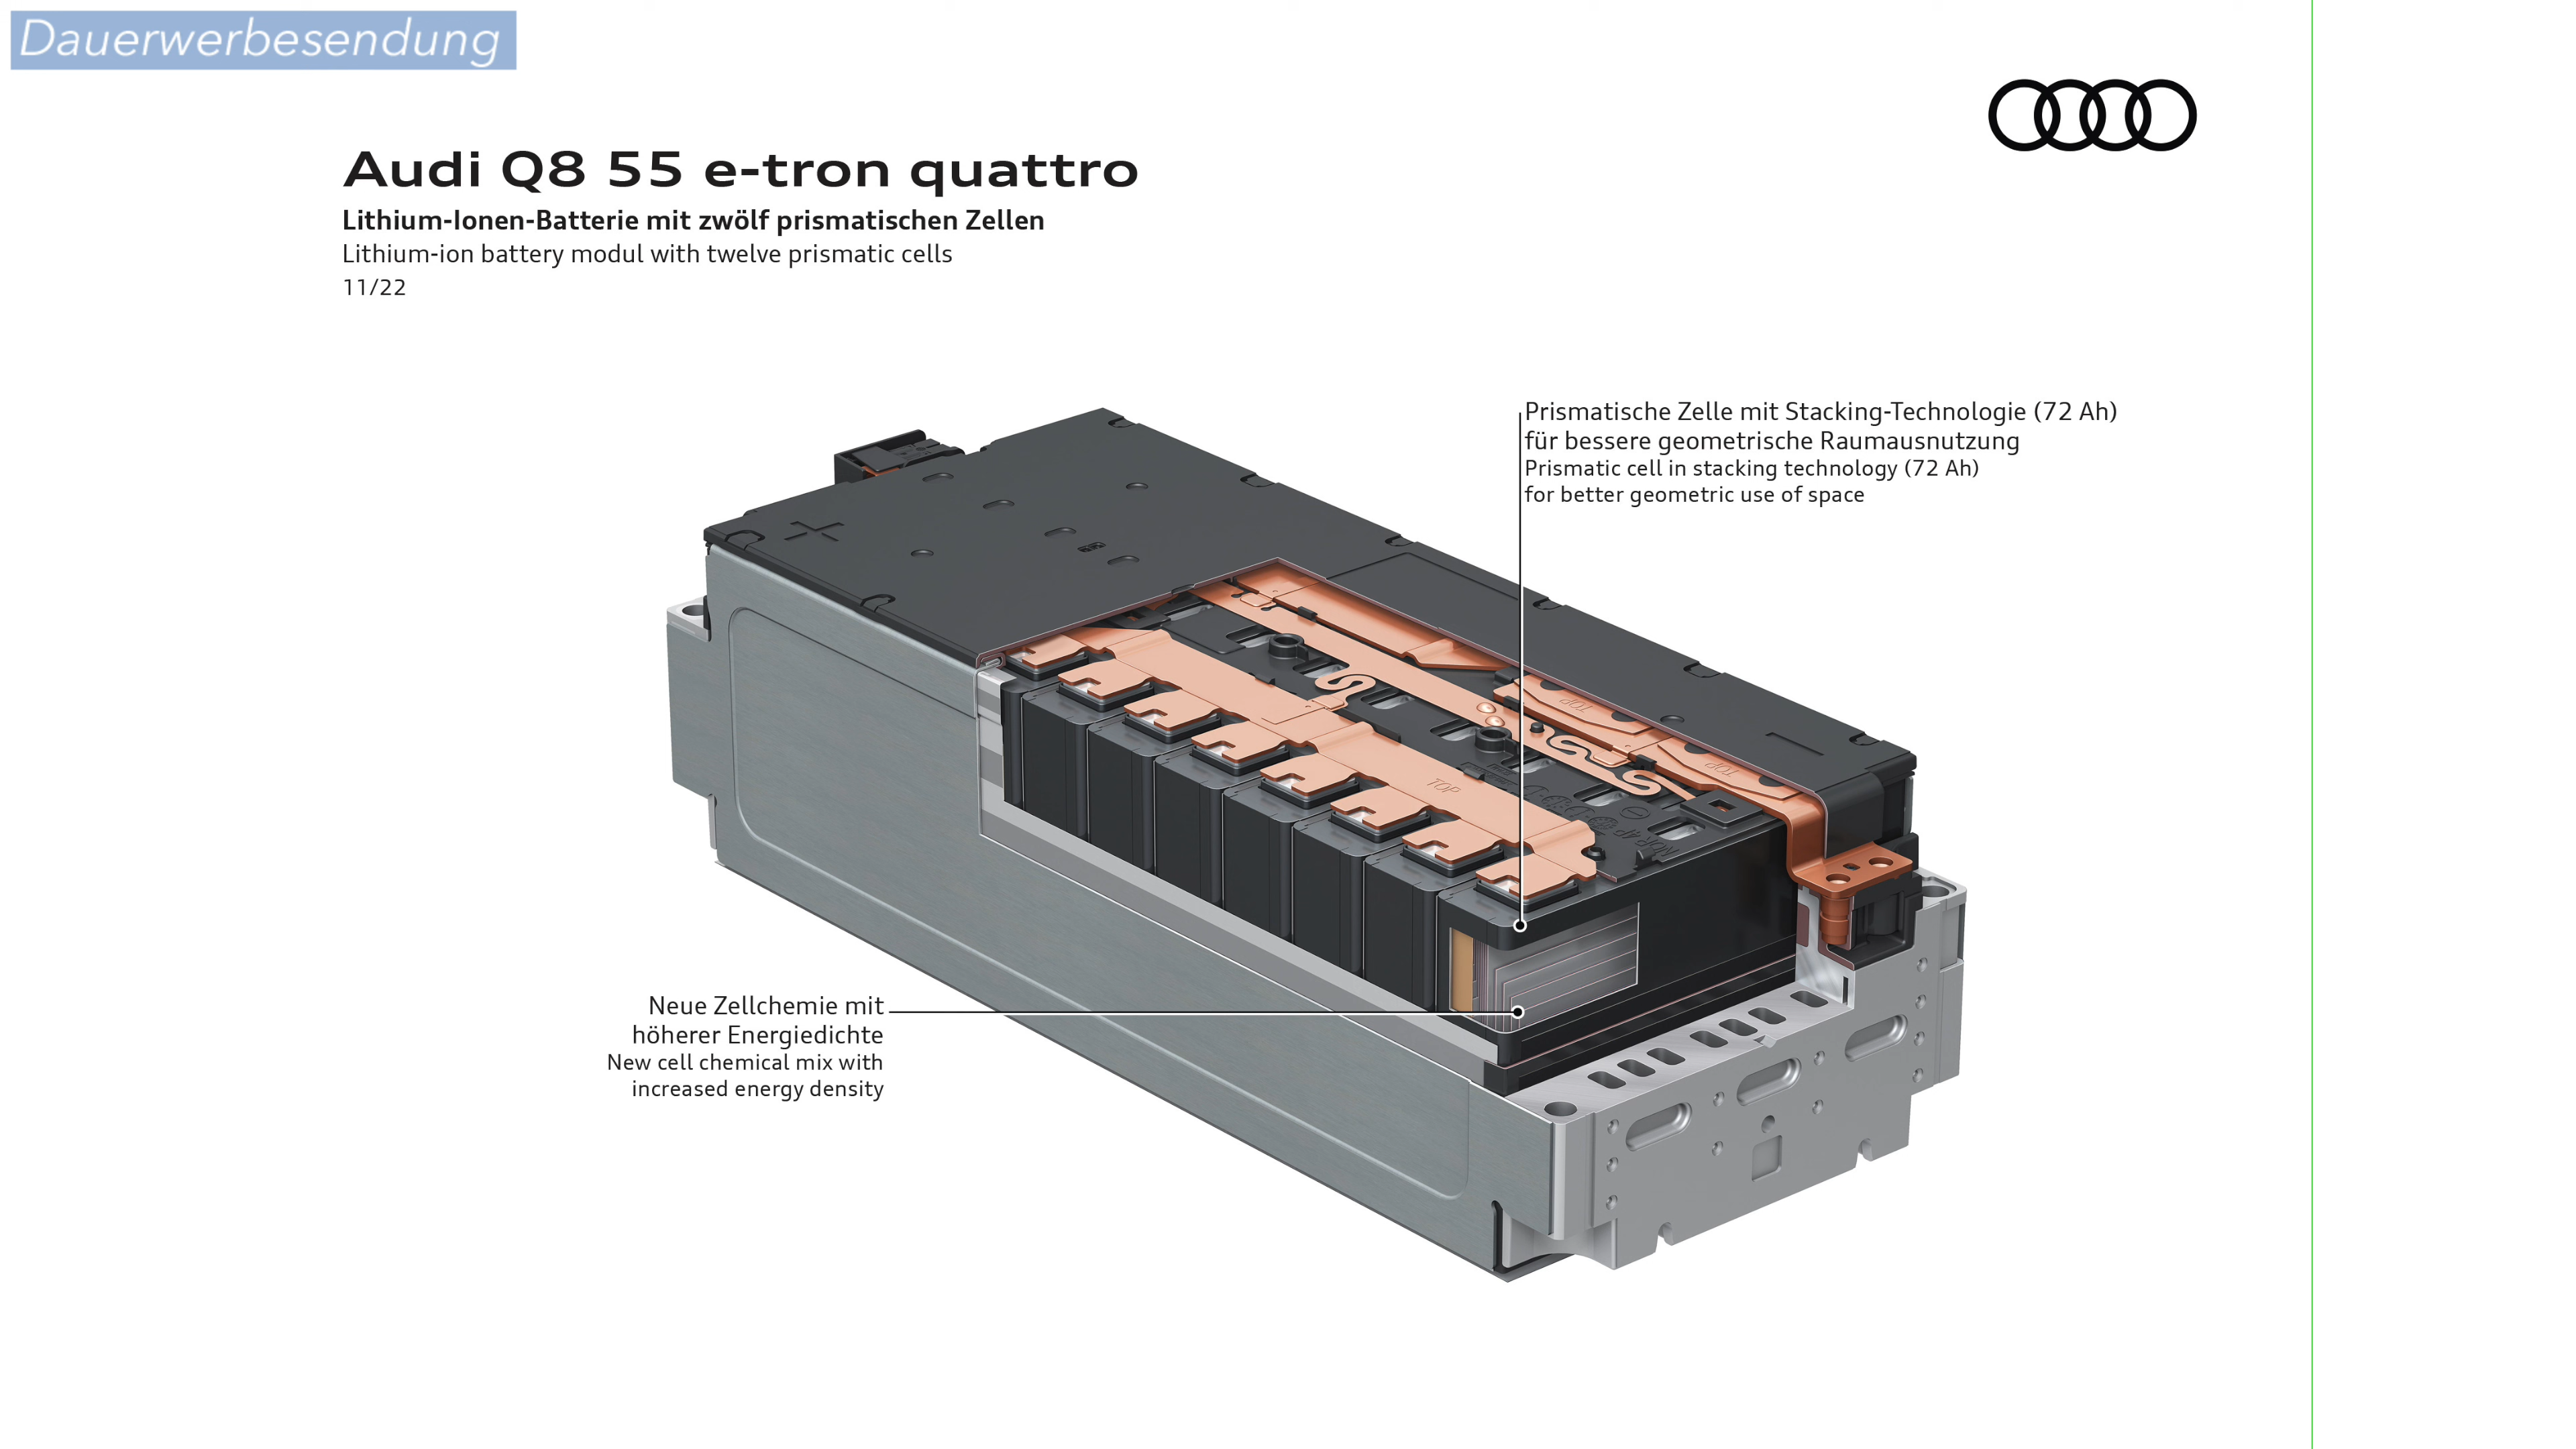 Dauerwerbesendung
Audi Q8 55 e-tron quattro
Lithium-Ionen-Batterie mit zwölf prismatischen Zellen
Lithium-ion battery modul with twelve prismatic cells
11/22
Prismatische Zelle mit Stacking-Technologie (72 Ah)
für bessere geometrische Raumausnutzung
Prismatic cell in stacking technology (72 Ah)
for better geometric use of space
TOP
TOP
TOP
Neue Zellchemie mit
höherer Energiedichte
New cell chemical mix with
increased energy density